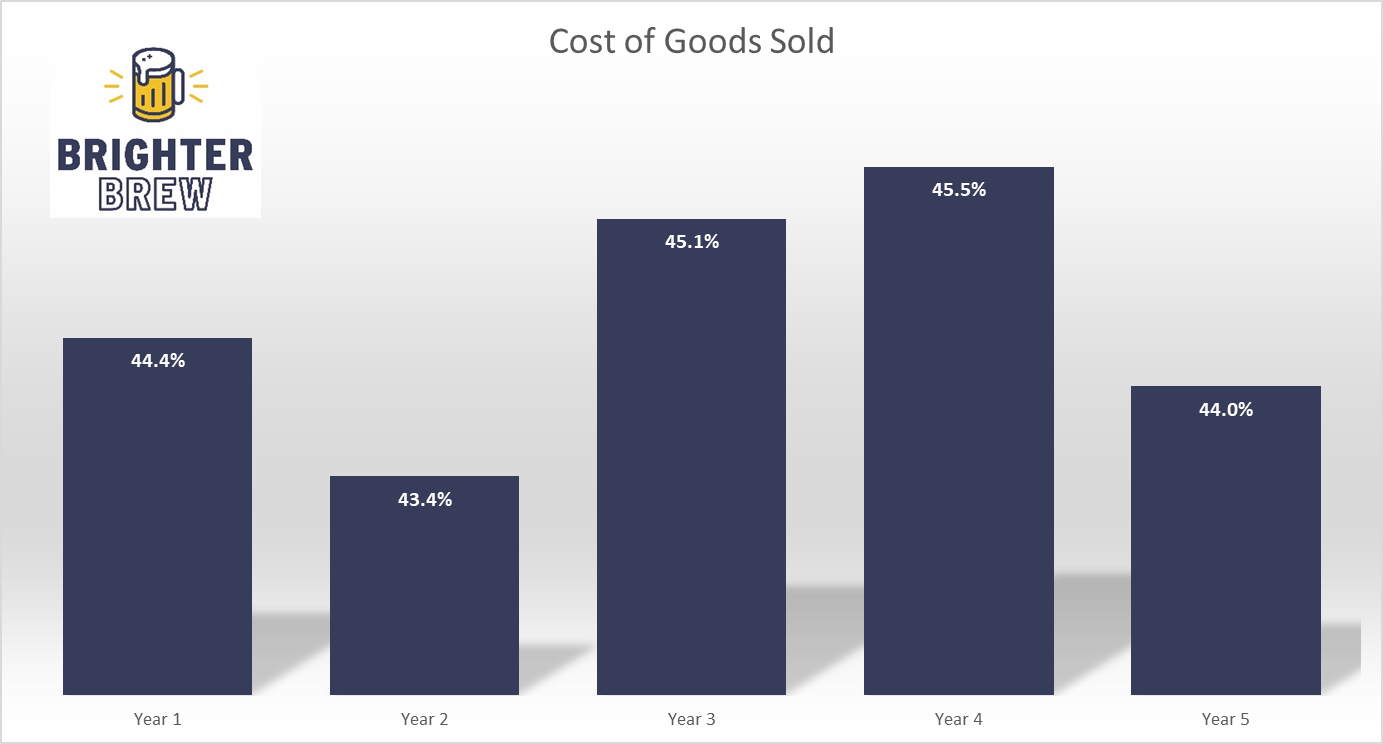 Cost of Goods Sold
BRIGHTER
BREW
44.4%
43.4%
45.1%
45.5%
44.0%
Year 1
Year 2
Year 3
Year 4
Year 5